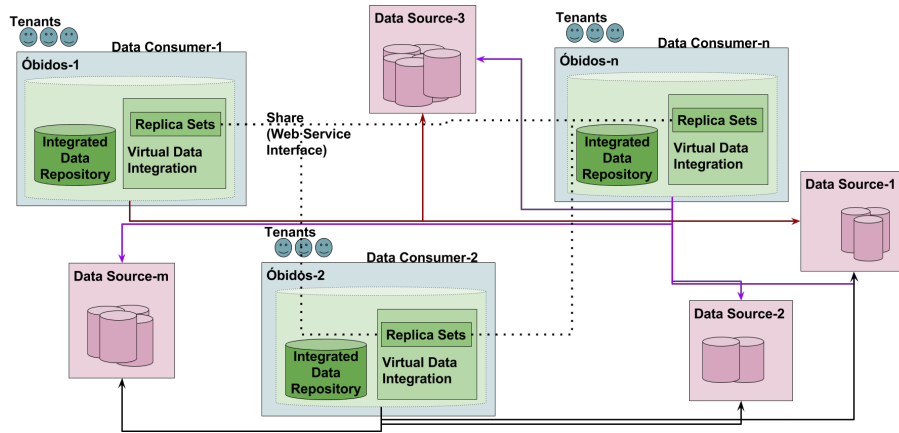 Tenants
Data Consumer-1
Óbidos-1
Replica Sets
Integrated
Data
Repository
Virtual Data
Integration
Data Source-3
Share
(Web Service
Interface)
Tenants
Data Consumer-n
Óbidos-n
Replica Sets
Integrated
Data
Repository
Virtual Data
Integration
Data Source-1
Data Source-m
Tenants
Data Consumer-2
Óbidos-2
Replica Sets
Integrated
Data
Repository
Virtual Data
Integration
Data Source-2